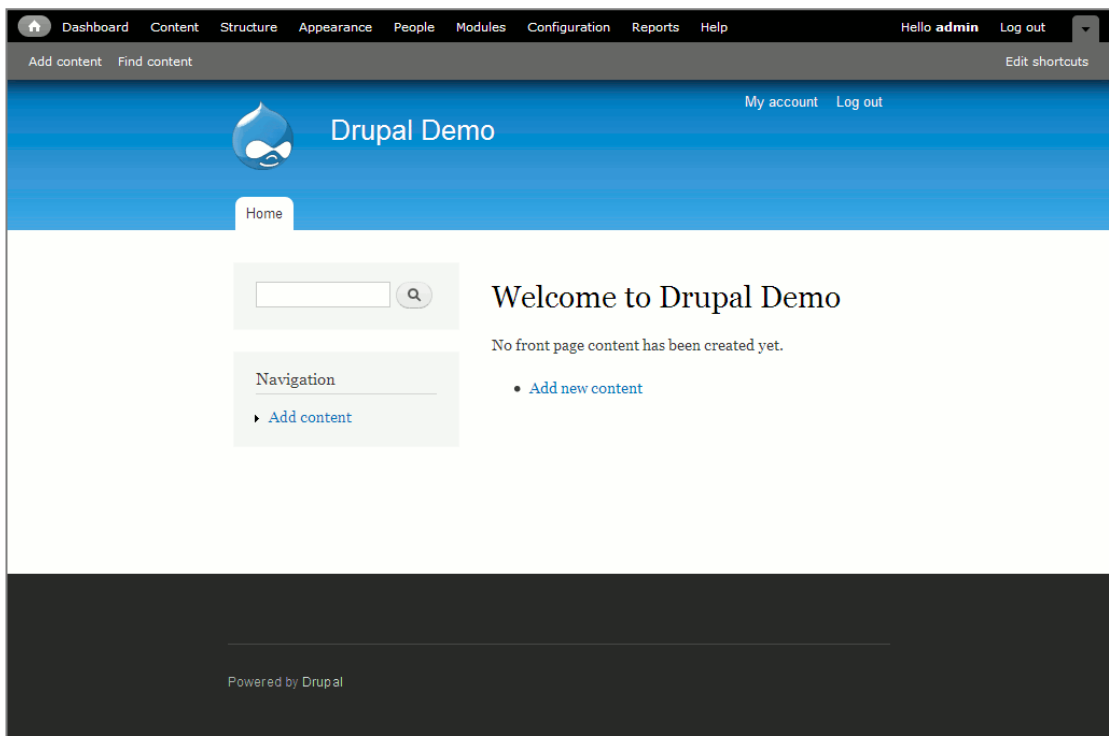 Dashboard Content Structure Appearance People Modules Configuration Reports Help Hello admin Log out
Add content Find content Edit shortcuts
My account Log out
Drupal Demo
Home
Welcome to Drupal Demo
No front page content has been created yet.
Navigation
Add new content
Add content
Powered by Drupal